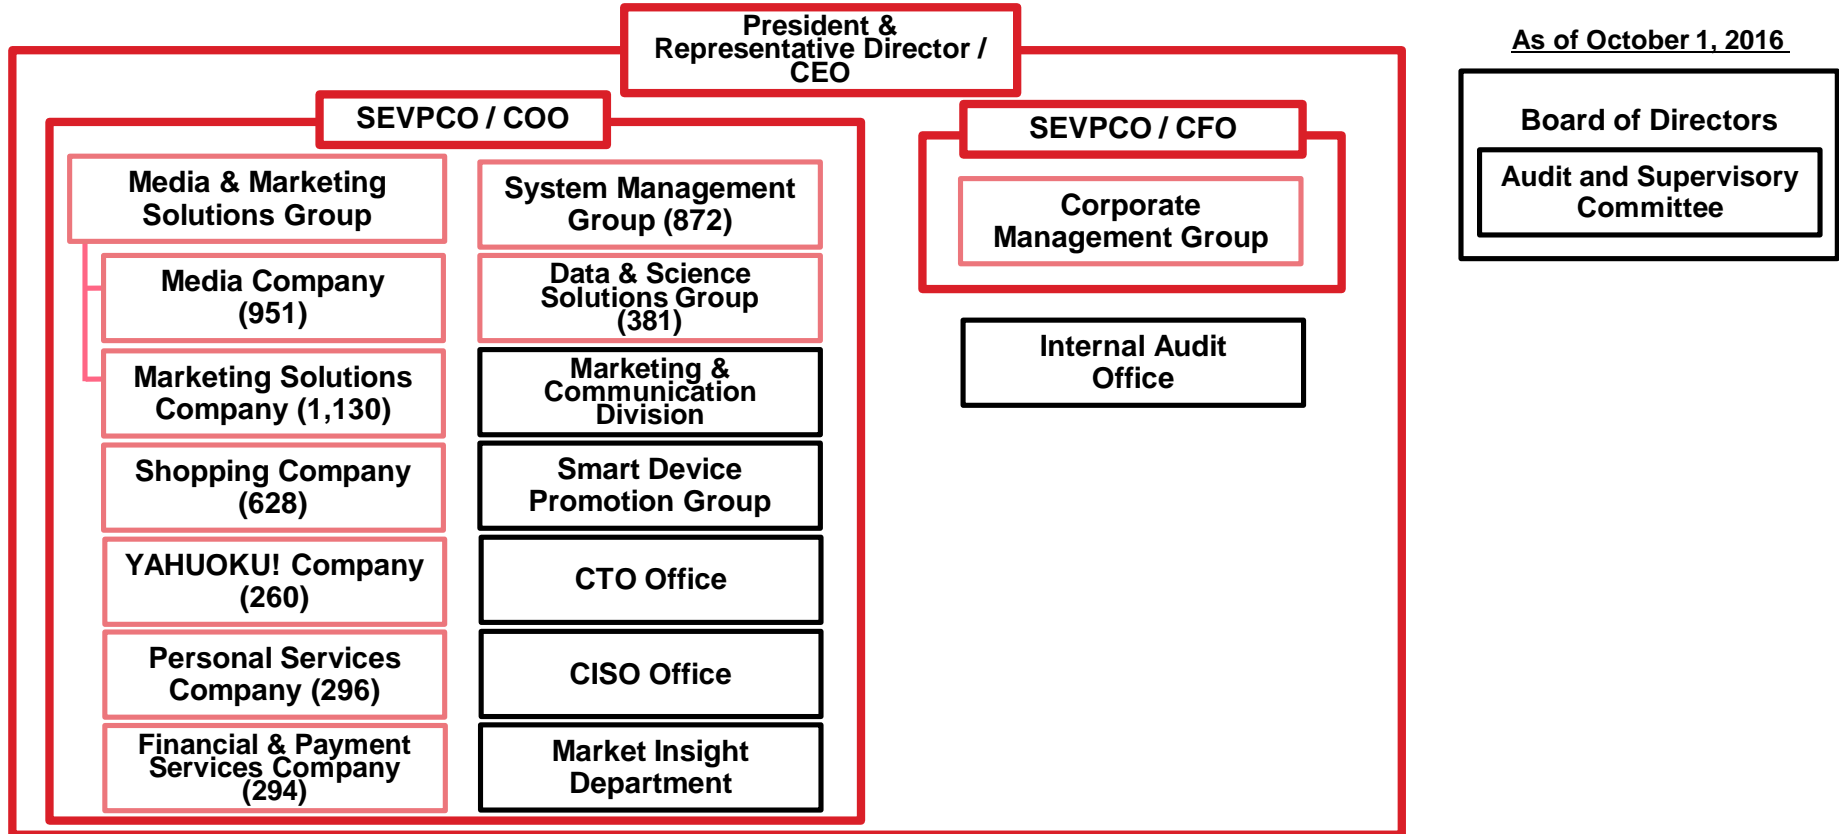 President &
Representative Director /
CEO
As of October 1, 2016
SEVPCO / COO
SEVPCO / CFO
Board of Directors
Audit and Supervisory
Committee
Media & Marketing
Solutions Group
Media Company
(951)
Marketing Solutions
Company (1,130)
Shopping Company
(628)
YAHUOKU! Company
(260)
Personal Services
Company (296)
Financial & Payment
Services Company
(294)
System Management
Group (872)
Data & Science
Solutions Group
(381)
Marketing &
Communication
Division
Smart Device
Promotion Group
CTO Office
CISO Office
Market Insight
Department
Corporate
Management Group
Internal Audit
Office